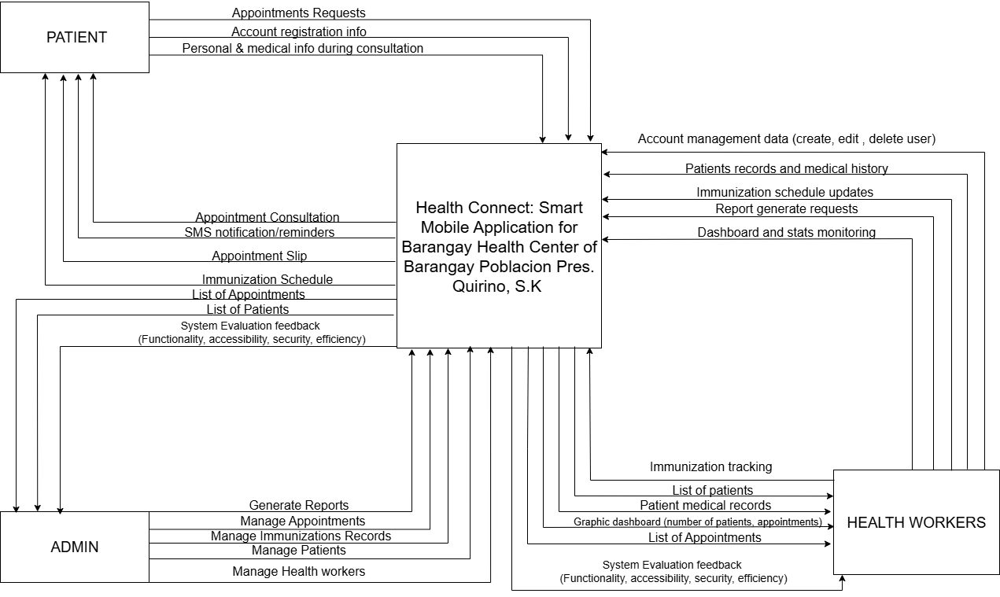 Appointments Requests
PATIENT
Account registration info
Personal & medical info during consultation
Account management data (create, edit , delete user)
Patients records and medical history
Immunization schedule updates
Report generate requests
Dashboard and stats monitoring
Health Connect: Smart
Mobile Application for
Barangay Health Center of
Barangay Poblacion Pres.
Quirino, S.K
Appointment Consultation
SMS notification/reminders
Appointment Slip
Immunization Schedule
List of Appointments
List of Patients
System Evaluation feedback
(Functionality, accessibility, security, efficiency)
Generate Reports
Manage Appointments
Manage Immunizations Records
Manage Patients
Manage Health workers
ADMIN
Immunization tracking
List of patients
Patient medical records
Graphic dashboard (number of patients, appointments)
List of Appointments
System Evaluation feedback
(Functionality, accessibility, security, efficiency)
HEALTH WORKERS